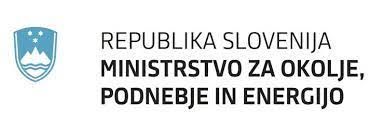 REPUBLIKA SLOVENIJA
MINISTRSTVO ZA OKOLJE,
PODNEBJE IN ENERGIJO